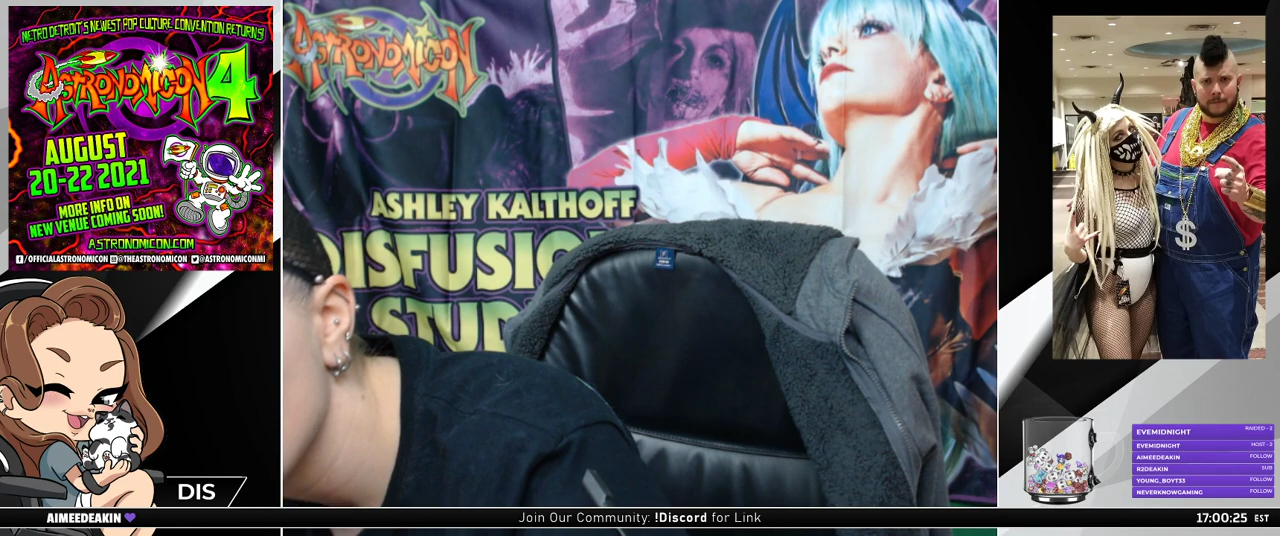 METRO DETROIT'S NEWEST POP CULTURE CONVENTION RETURNS!
ASTRONOMICON 4
AUGUST
20-22 2021
MORE INFO ON
NEW VENUE COMING SOON!
ASTRONOMICON.COM
/OFFICIALASTRONOMICON @THEASTRONOMICON @ASTRONOMICONMI
ASTRONOMICON
ASHLEY KALTHOFF
DISFUSIO
STUD
$
DIS
EVEMIDNIGHT RAIDED - 2
EVEMIDNIGHT HOST - 2
AIMEEDEAKIN FOLLOW
R2DEAKIN SUB
YOUNG_BOYT33 FOLLOW
NEVERKNOWGAMING FOLLOW
AIMEEDEAKIN 💜
Join Our Community: !Discord for Link
17:00:25 EST